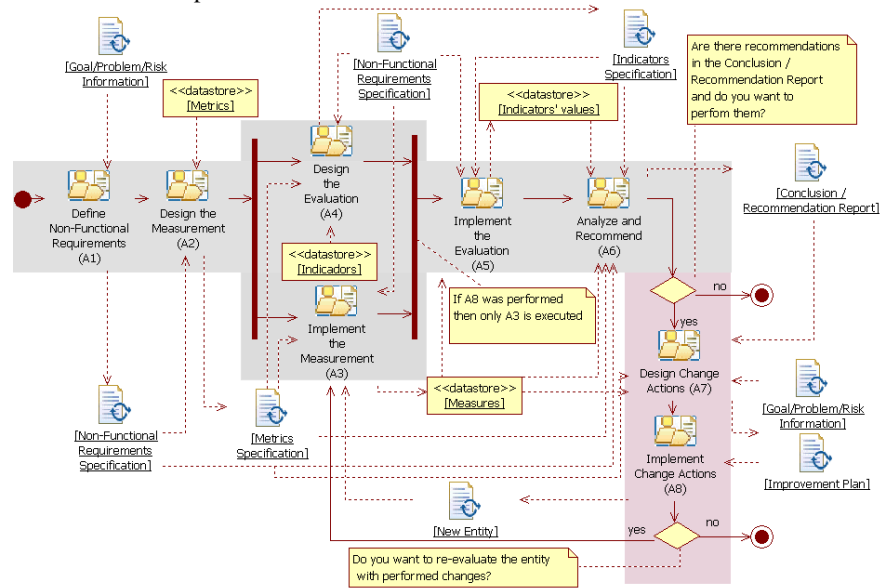 [Goal/Problem/Risk
Information]
<<datastore>>
[Metrics]
[Non-Functional
Requirements
Specification]
<<datastore>>
[Indicators' values]
[Indicators
Specification]
Are there recommendations
in the Conclusion /
Recommendation Report
and do you want to
perfom them?
Define
Non-Functional
Requirements
(A1)
Design the
Measurement
(A2)
Design
the
Evaluation
(A4)
<<datastore>>
[Indicadors]
Implement
the
Measurement
(A3)
Implement
the
Evaluation
(A5)
Analyze and
Recommend
(A6)
[Conclusion /
Recommendation Report]
If A8 was performed
then only A3 is executed
no
yes
Design Change
Actions (A7)
<<datastore>>
[Measures]
[Goal/Problem/Risk
Information]
[Non-Functional
Requirements
Specification]
[Metrics
Specification]
Implement
Change Actions
(A8)
[Improvement Plan]
[New Entity]
yes
no
Do you want to re-evaluate the entity
with performed changes?